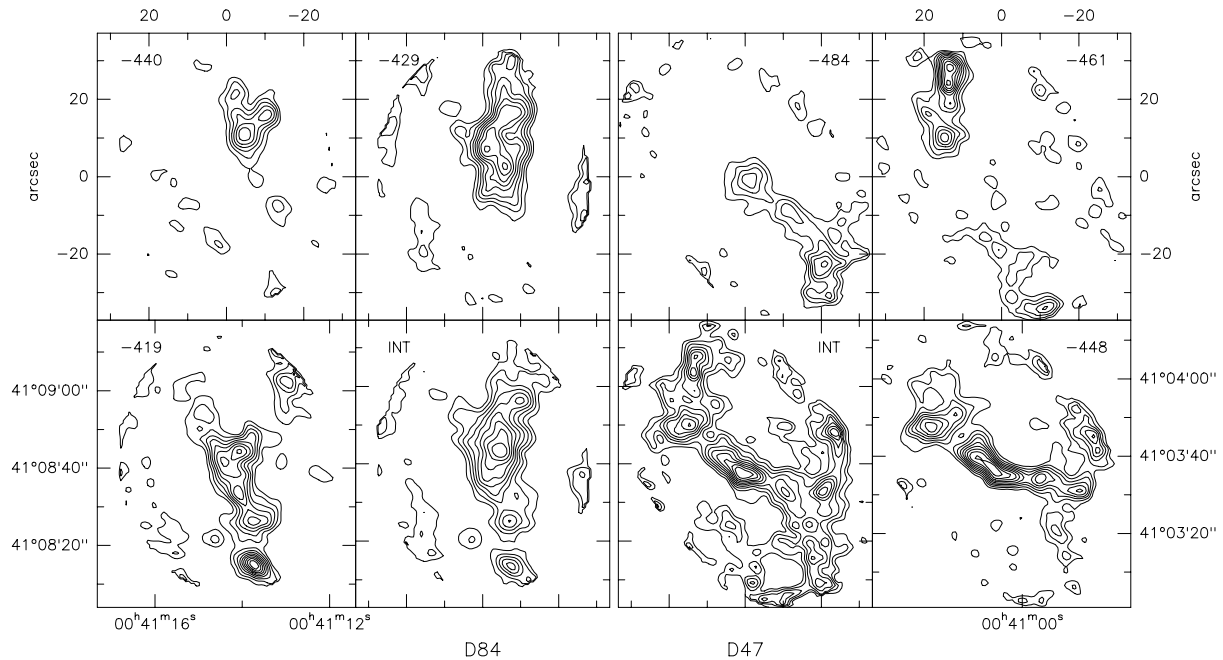 20 0 −20 20 0 −20
−440 −429 −484 −461
20 20
arcsec arcsec
0 0
−20 −20
−419 INT INT −448
41°09'00" 41°04'00"
41°08'40" 41°03'40"
41°08'20" 41°03'20"
00h41m16s 00h41m12s 00h41m00s
D84 D47